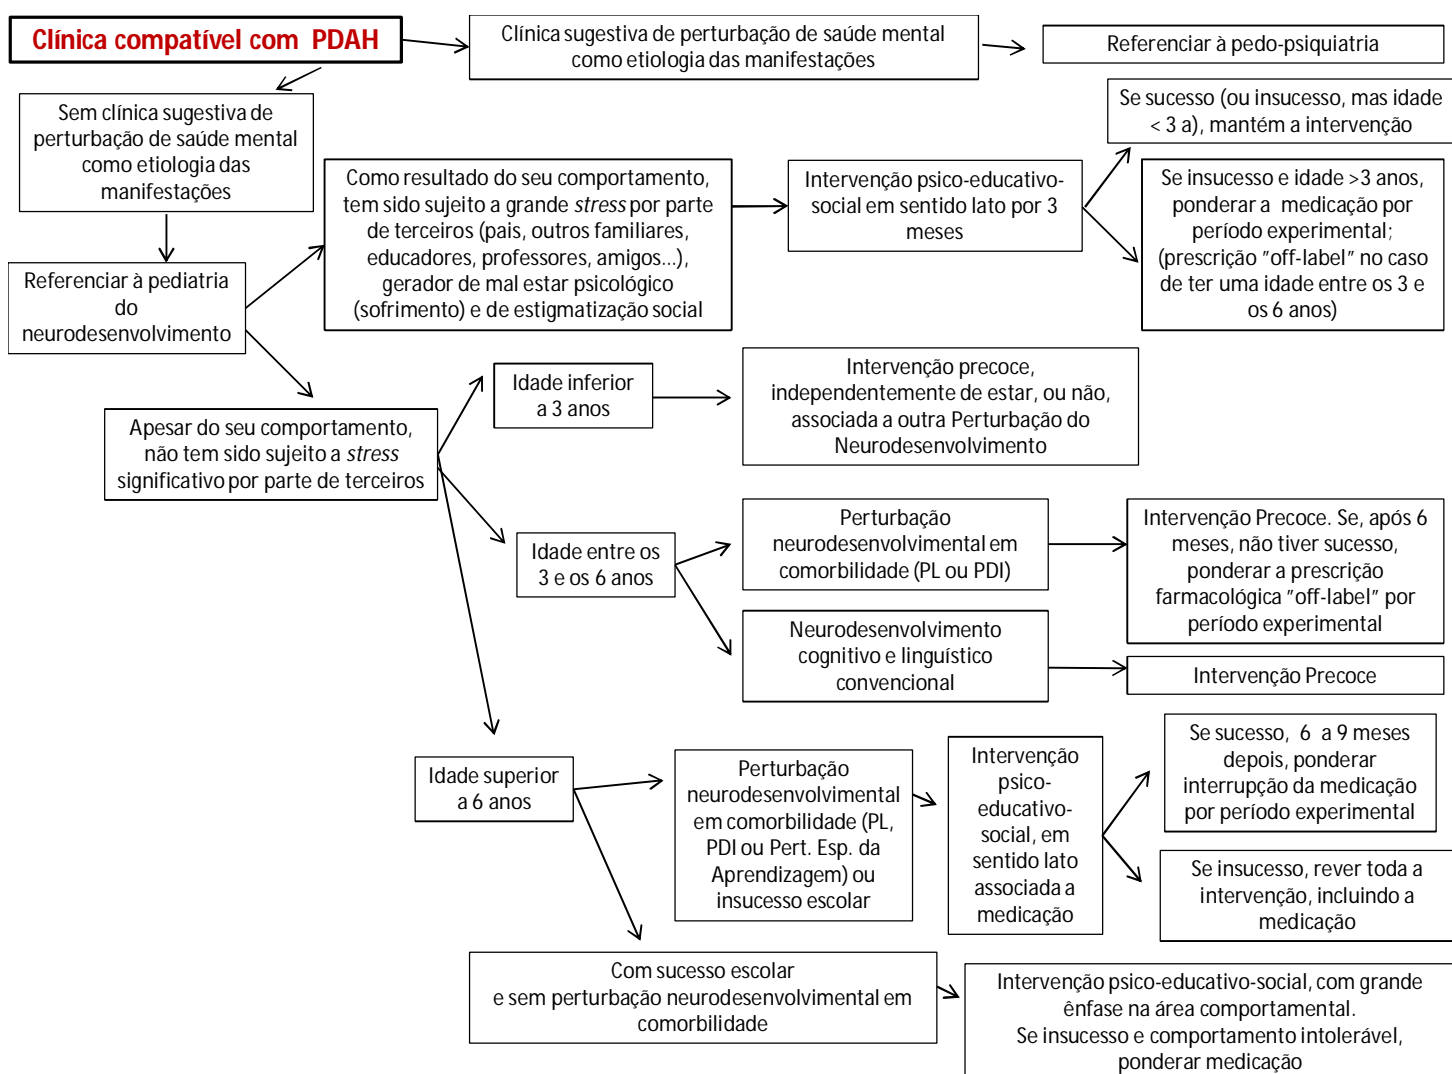 Clínica compatível com PDAH
Clínica sugestiva de perturbação de saúde mental
como etiologia das manifestações
Referenciar à pedo-psiquiatria
Sem clínica sugestiva de
perturbação de saúde mental
como etiologia das
manifestações
Referenciar à pediatria
do
neurodesenvolvimento
Como resultado do seu comportamento,
tem sido sujeito a grande stress por parte
de terceiros (pais, outros familiares,
educadores, professores, amigos...),
gerador de mal estar psicológico
(sofrimento) e de estigmatização social
Intervenção psico-educativo-
social em sentido lato por 3
meses
Se sucesso (ou insucesso, mas idade
< 3 a), mantém a intervenção
Se insucesso e idade >3 anos,
ponderar a medicação por
período experimental;
(prescrição "off-label" no caso
de ter uma idade entre os 3 e
os 6 anos)
Apesar do seu comportamento,
não tem sido sujeito a stress
significativo por parte de terceiros
Idade inferior
a 3 anos
Intervenção precoce,
independentemente de estar, ou não,
associada a outra Perturbação do
Neurodesenvolvimento
Idade entre os
3 e os 6 anos
Perturbação
neurodesenvolvimental em
comorbilidade (PL ou PDI)
Intervenção Precoce. Se, após 6
meses, não tiver sucesso,
ponderar a prescrição
farmacológica "off-label" por
período experimental
Neurodesenvolvimento
cognitivo e linguístico
convencional
Intervenção Precoce
Idade superior
a 6 anos
Perturbação
neurodesenvolvimental
em comorbilidade (PL,
PDI ou Pert. Esp. da
Aprendizagem) ou
insucesso escolar
Intervenção
psico-
educativo-
social, em
sentido lato
associada a
medicação
Se sucesso, 6 a 9 meses
depois, ponderar
interrupção da medicação
por período experimental
Se insucesso, rever toda a
intervenção, incluindo a
medicação
Com sucesso escolar
e sem perturbação neurodesenvolvimental em
comorbilidade
Intervenção psico-educativo-social, com grande
ênfase na área comportamental.
Se insucesso e comportamento intolerável,
ponderar medicação